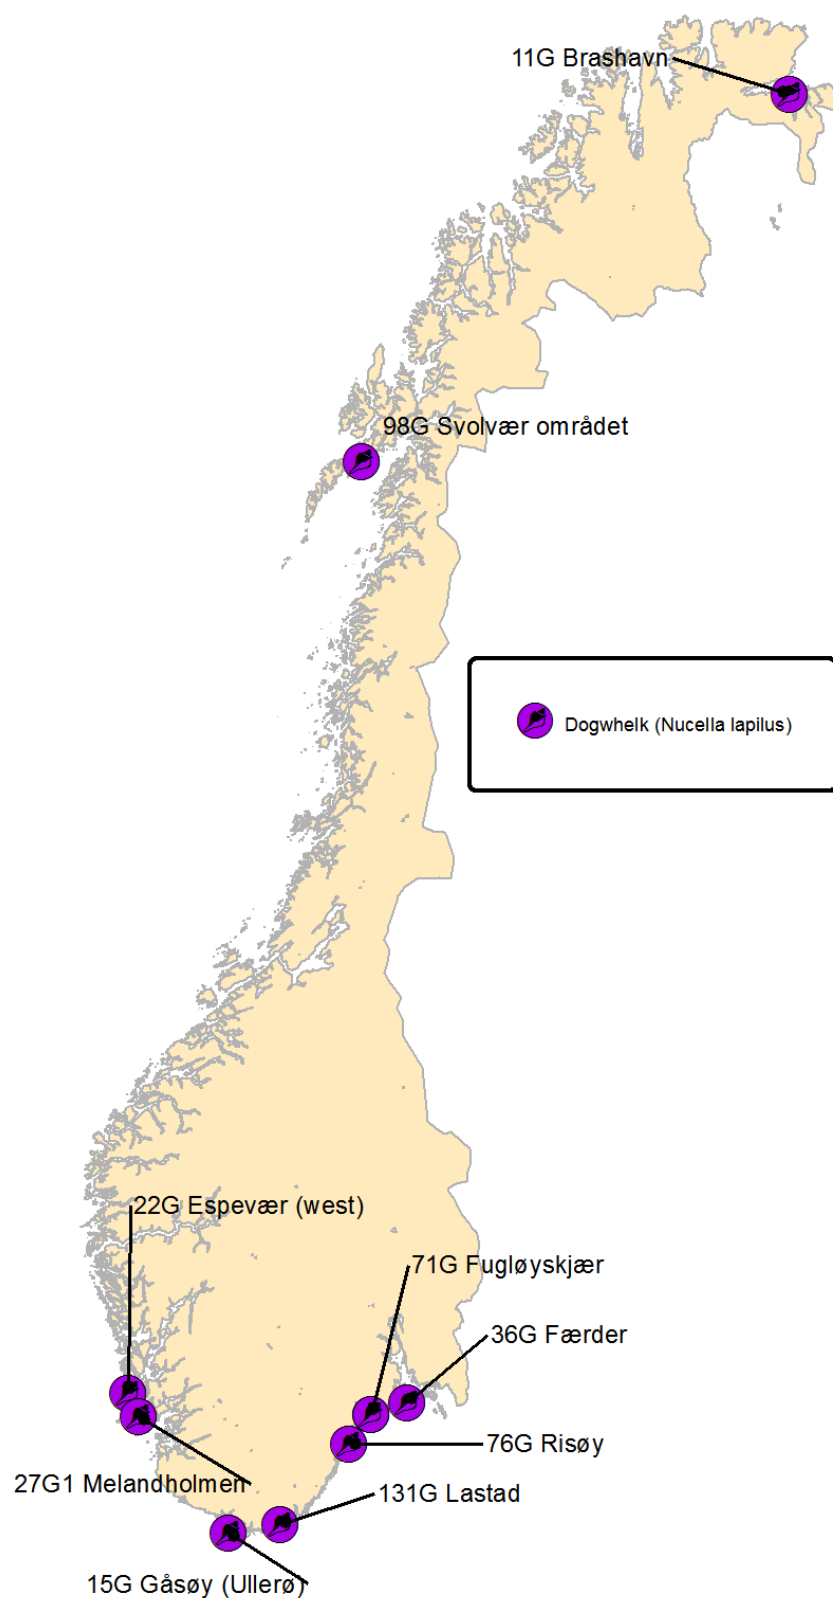 11G Brashavn
98G Svolvær området
Dogwhelk (Nucella lapilus)
22G Espevær (west)
71G Fugløyskjær
36G Færder
76G Risøy
27G1 Melandholmen
131G Lastad
15G Gåsøy (Ullerø)